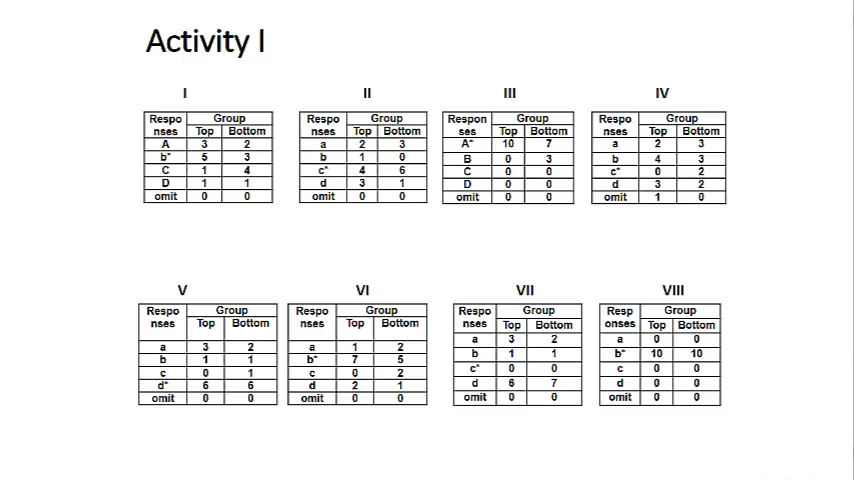 Activity I
I II III IV
Respo Group Respo Group Respon Group Respo Group
nses Top Bottom nses Top Bottom ses Top Bottom nses Top Bottom
A 3 2 a 2 3 A* 10 7 a 2 3
b* 5 3 b 1 0 B 0 3 b 4 3
C 1 4 c* 4 6 C 0 0 c* 0 2
D 1 1 d 3 1 D 0 0 d 3 2
omit 0 0 omit 0 0 omit 0 0 omit 1 0
V VI VII VIII
Respo Group Respo Group Respo Group Resp Group
nses Top Bottom nses Top Bottom nses Top Bottom onses Top Bottom
a 3 2 a 1 2 a 3 2 a 0 0
b 1 1 b* 7 5 b 1 1 b* 10 10
c 0 1 c 0 2 c* 0 0 c 0 0
d* 6 6 d 2 1 d 6 7 d 0 0
omit 0 0 omit 0 0 omit 0 0 omit 0 0